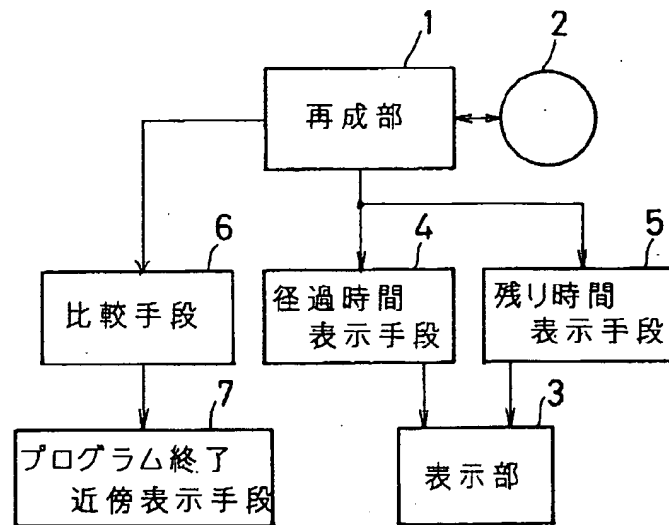 1
2
再成部
6
4
5
比較手段
径過時間
表示手段
残り時間
表示手段
7
3
プログラム終了
近傍表示手段
表示部